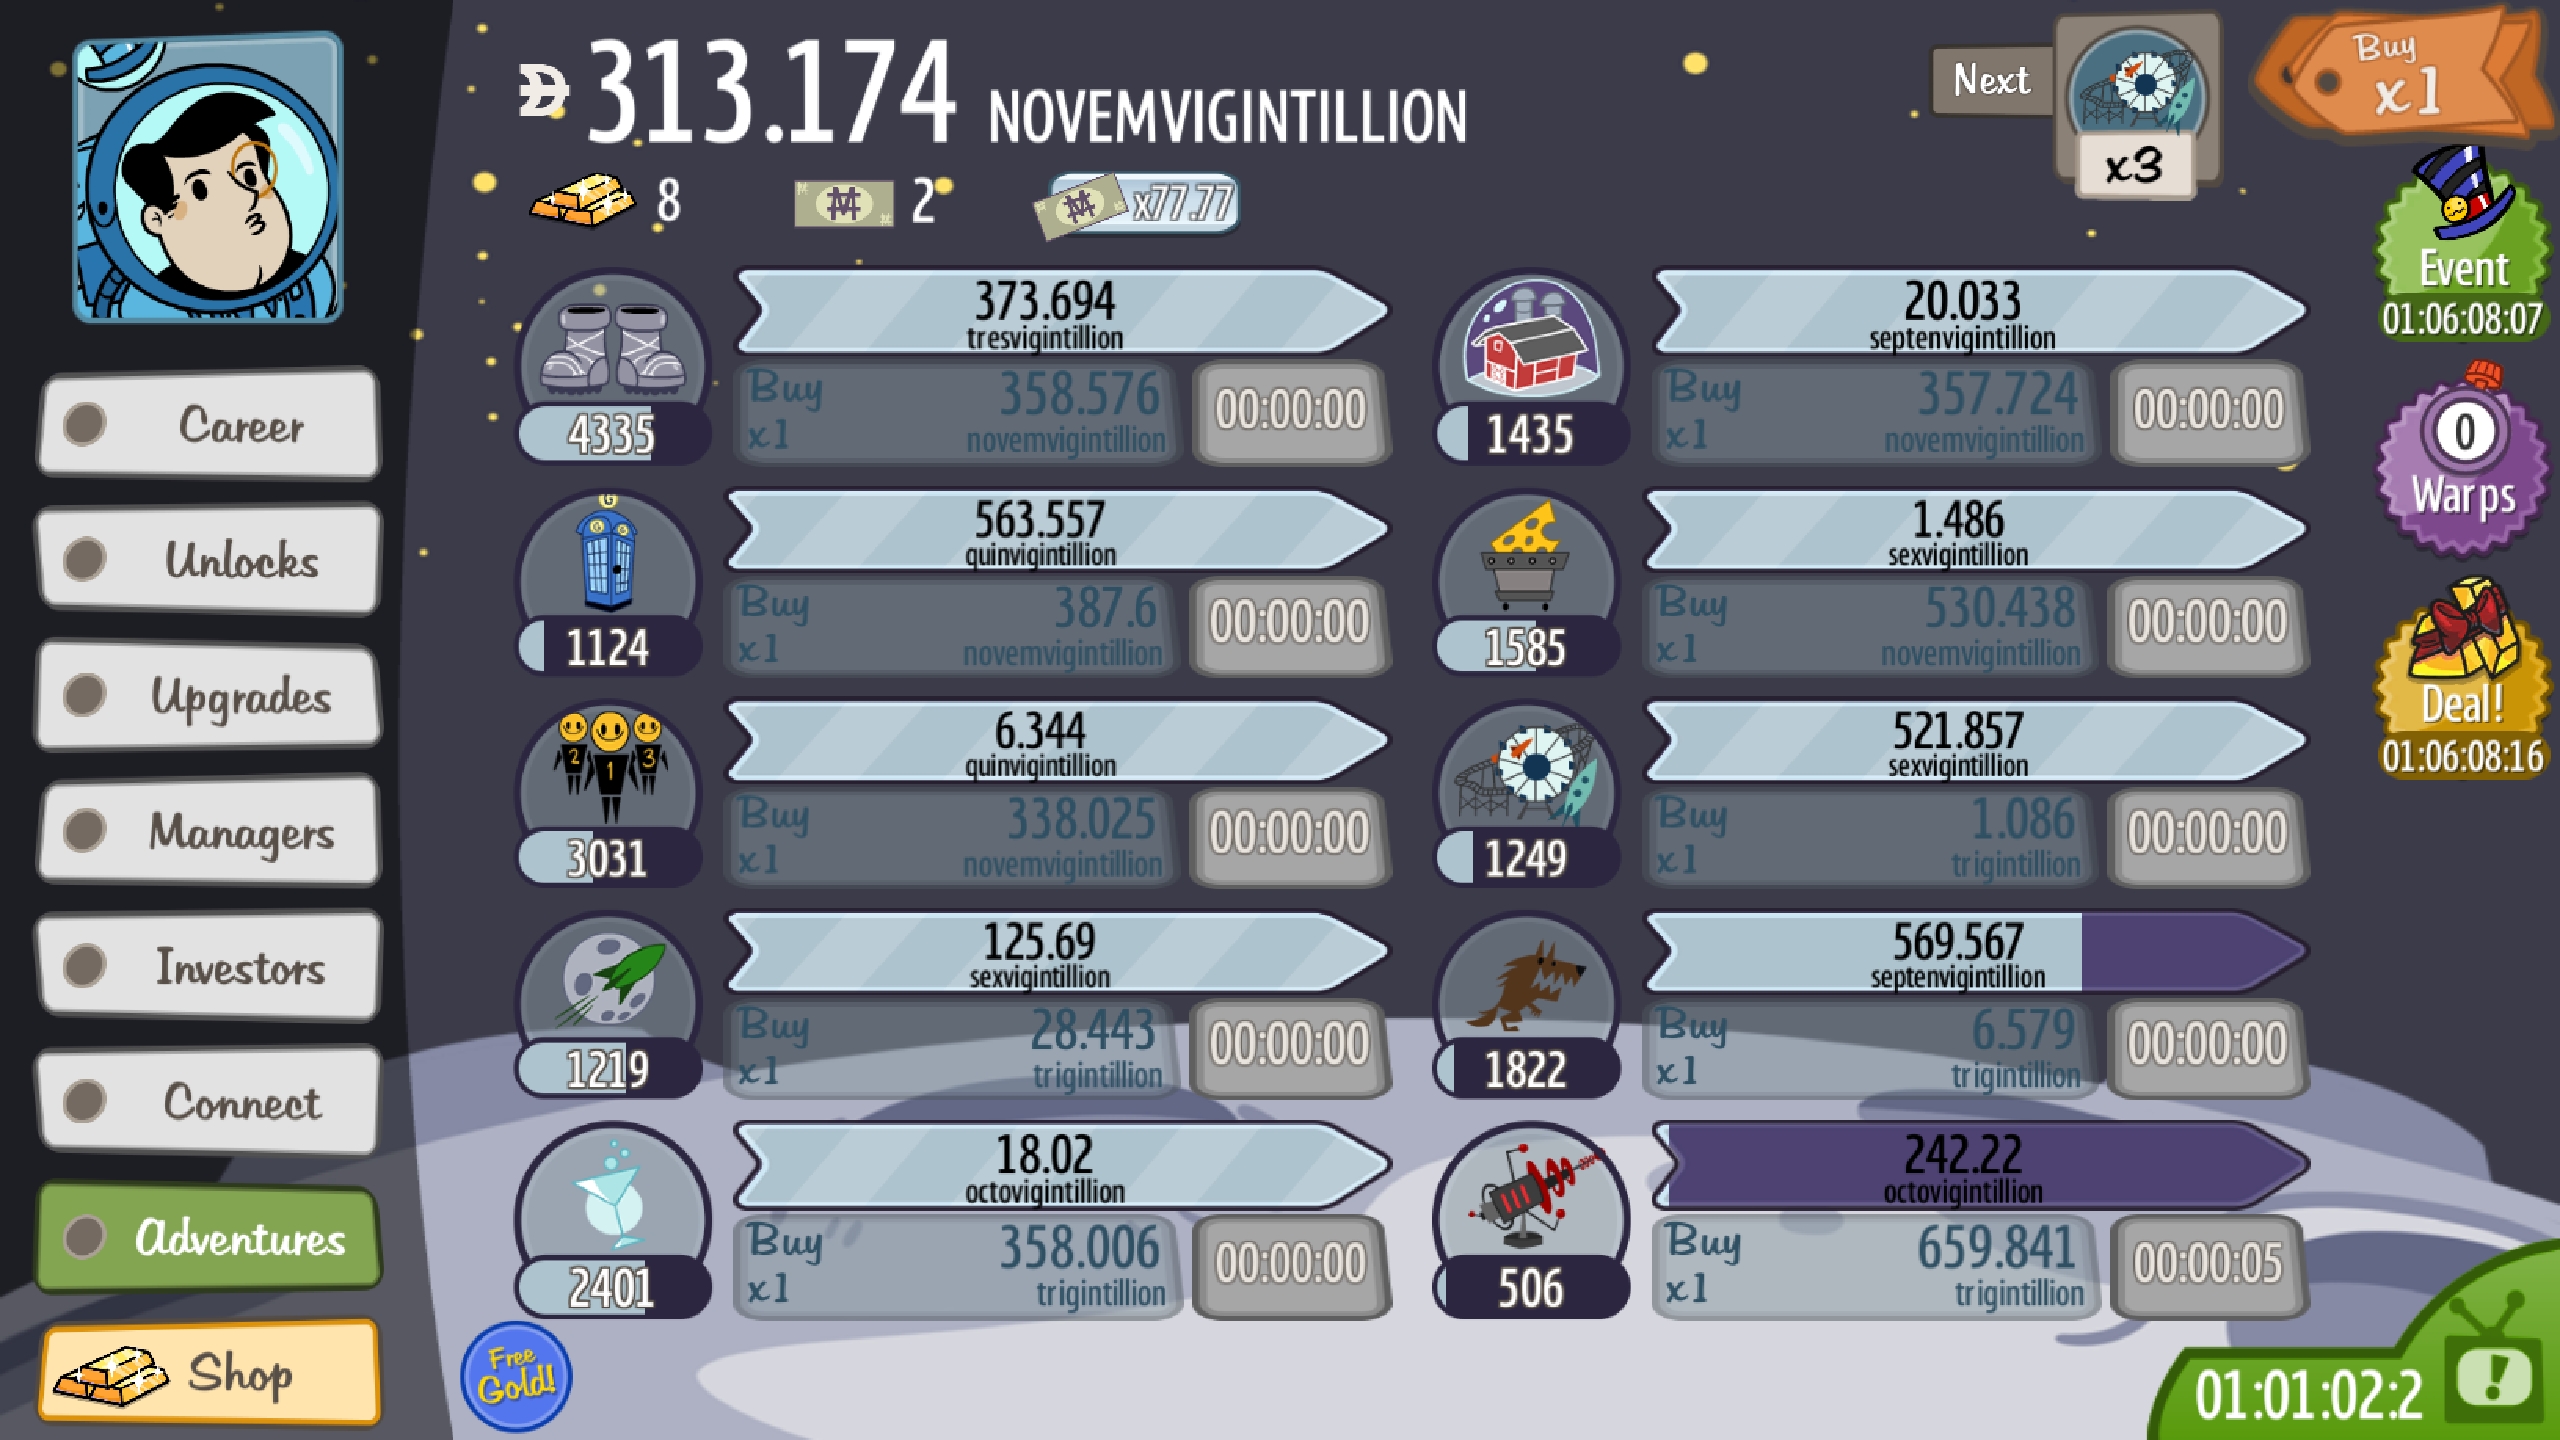 313.174 NOVEMVIGINTILLION
8
2
x77.77
Next
x3
Buy
x1
Event
01:06:08:07
0
Warps
Deal!
01:06:08:16
Career
Unlocks
Upgrades
Managers
Investors
Connect
Adventures
Shop
373.694
tresvigintillion
Buy
x1
358.576
novemvigintillion
00:00:00
4335
20.033
septenvigintillion
Buy
x1
357.724
novemvigintillion
00:00:00
1435
G
563.557
quinvigintillion
Buy
x1
387.6
novemvigintillion
00:00:00
1124
1.486
sexvigintillion
Buy
x1
530.438
novemvigintillion
00:00:00
1585
2 1 3
6.344
quinvigintillion
Buy
x1
338.025
novemvigintillion
00:00:00
3031
521.857
sexvigintillion
Buy
x1
1.086
trigintillion
00:00:00
1249
125.69
sexvigintillion
Buy
x1
28.443
trigintillion
00:00:00
1219
569.567
septenvigintillion
Buy
x1
6.579
trigintillion
00:00:00
1822
18.02
octovigintillion
Buy
x1
358.006
trigintillion
00:00:00
2401
242.22
octovigintillion
Buy
x1
659.841
trigintillion
00:00:05
506
Free
Gold!
01:01:02:2
!